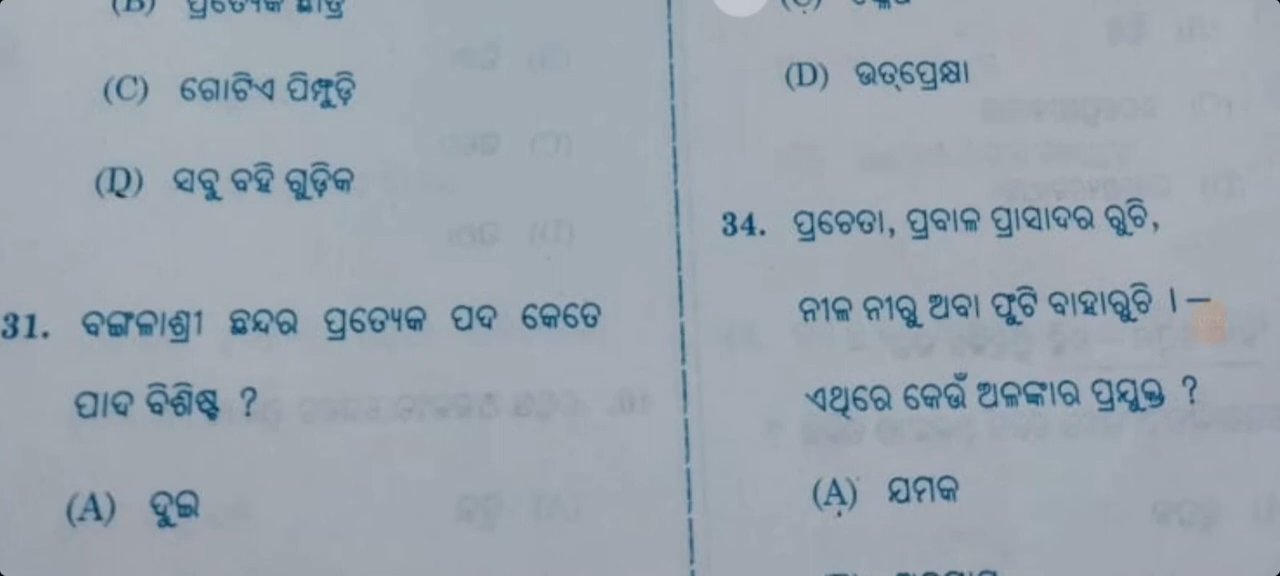 (B) ପ୍ରତ୍ୟେକ ଛାତ୍ର
(C) ଗୋଟିଏ ପିମ୍ପୁଡ଼ି
(D) ସବୁ ବହି ଗୁଡ଼ିକ
31. ବଙ୍ଗଳାଶ୍ରୀ ଛନ୍ଦର ପ୍ରତ୍ୟେକ ପଦ କେତେ
ପାଦ ବିଶିଷ୍ଟ ?
(A) ଦୁଇ
(D) ଉତ୍‌ପ୍ରେକ୍ଷା
34. ପ୍ରଚେତା, ପ୍ରବାଳ ପ୍ରାସାଦର ରୁଚି,
ନୀଳ ନୀରୁ ଅବା ଫୁଟି ବାହାରୁଚି । —
ଏଥିରେ କେଉଁ ଅଳଙ୍କାର ପ୍ରଯୁକ୍ତ ?
(A) ଯମକ